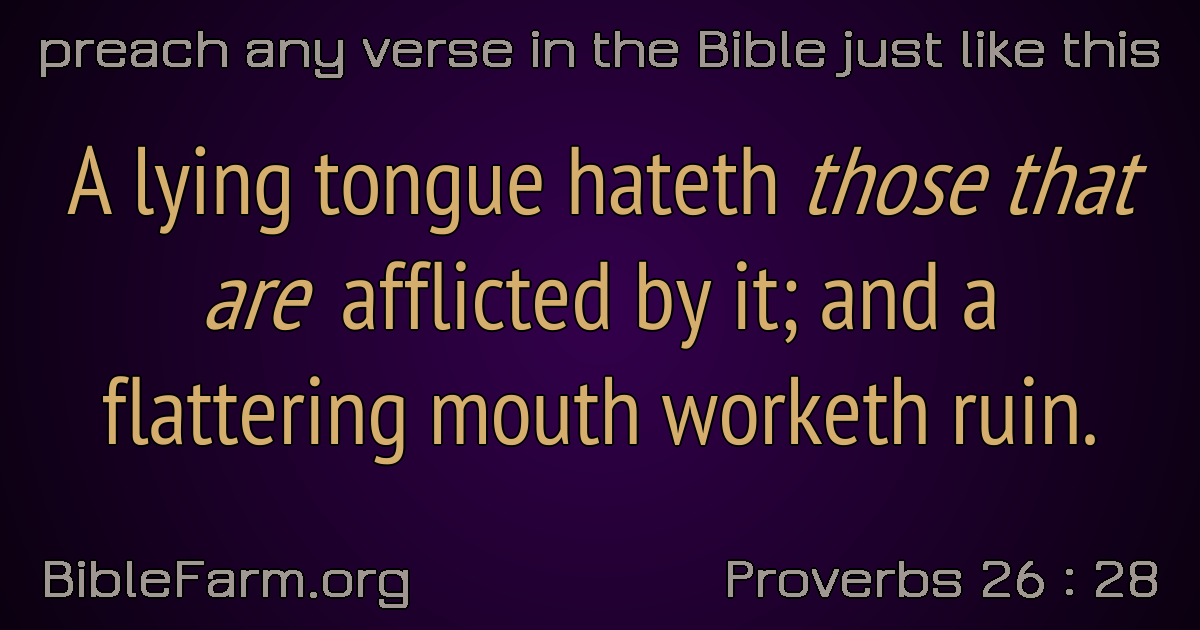 preach any verse in the Bible just like this
A lying tongue hateth those that
are afflicted by it; and a
flattering mouth worketh ruin.
BibleFarm.org
Proverbs 26 : 28